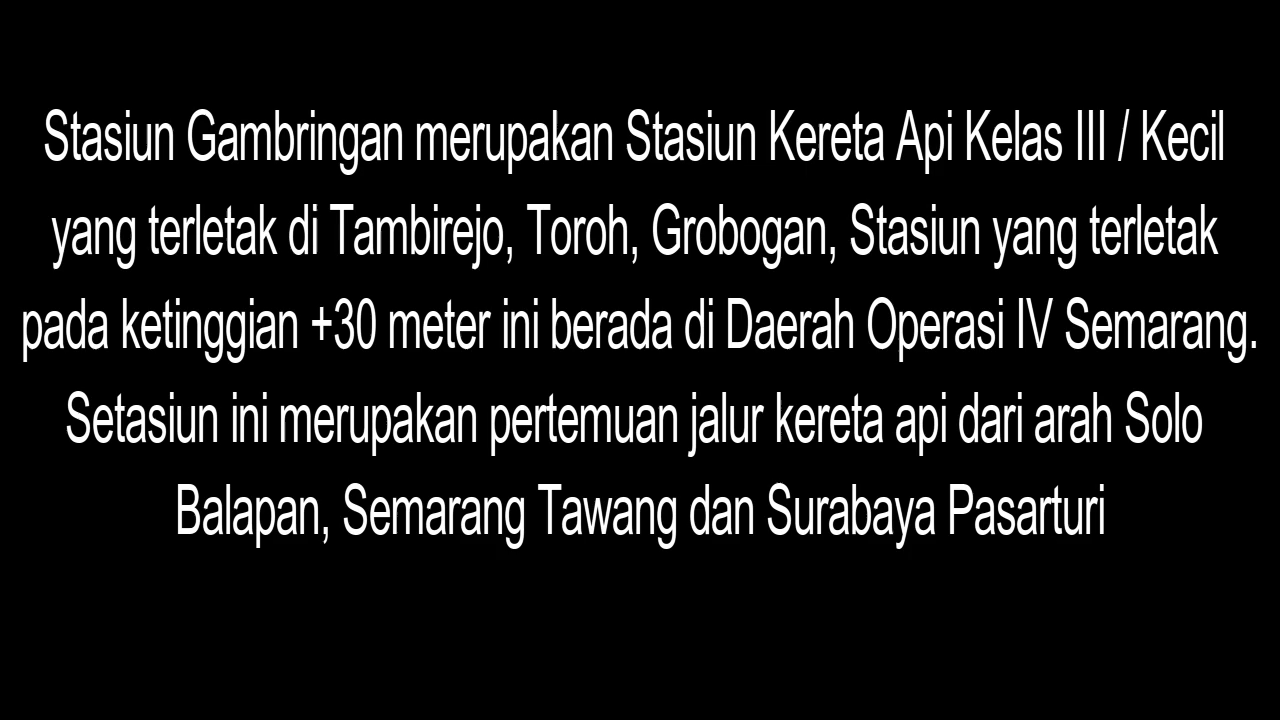 Stasiun Gambringan merupakan Stasiun Kereta Api Kelas III / Kecil
yang terletak di Tambirejo, Toroh, Grobogan, Stasiun yang terletak
pada ketinggian +30 meter ini berada di Daerah Operasi IV Semarang.
Setasiun ini merupakan pertemuan jalur kereta api dari arah Solo
Balapan, Semarang Tawang dan Surabaya Pasarturi